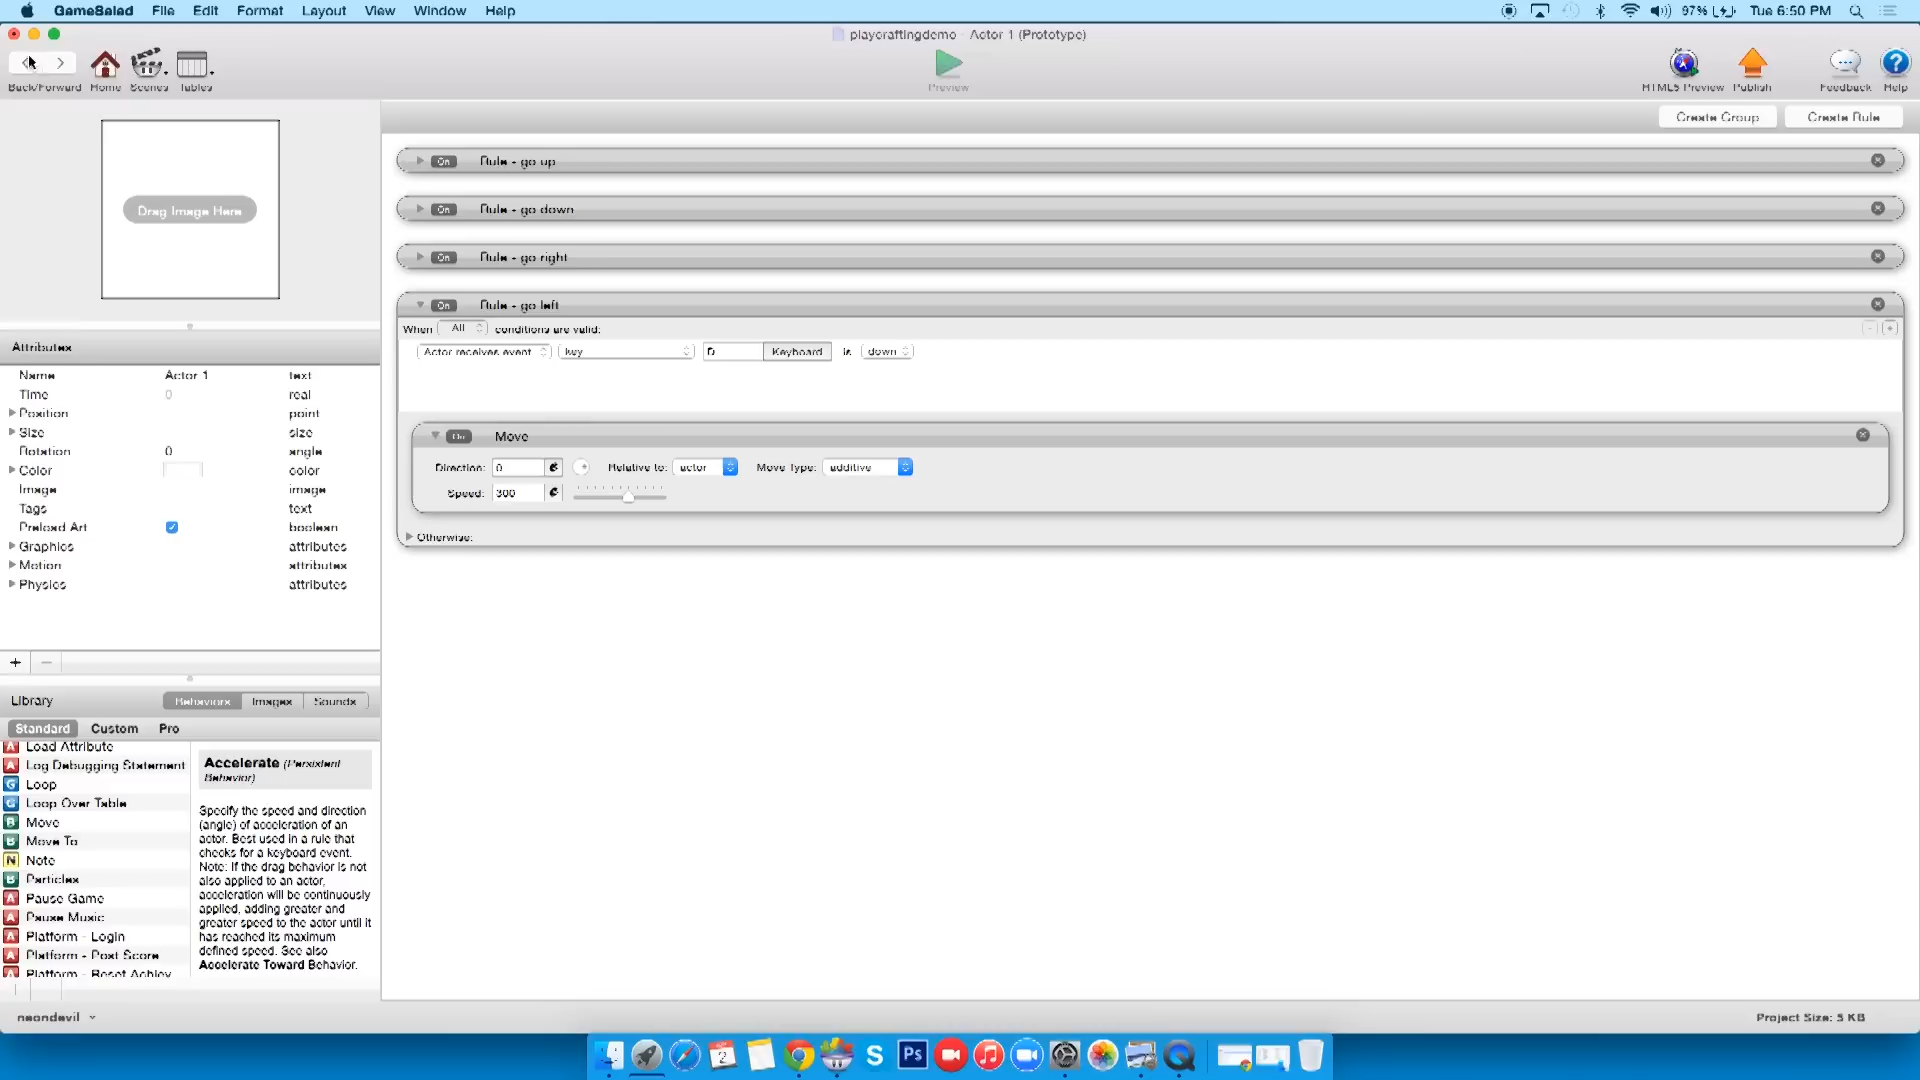 GameSalad File Edit Format Layout View Window Help 97% Tue 6:50 PM
playcraftingdemo - Actor 1 (Prototype)
Back/Forward Home Scenes Tables Preview HTML5 Preview Publish Feedback Help
Create Group Create Rule
Drag Image Here
On Rule - go up
On Rule - go down
On Rule - go right
On Rule - go left
When All conditions are valid:
Actor receives event key D Keyboard is down
On Move
Direction: 0 Relative to: actor Move Type: additive
Speed: 300
Otherwise:
Attributes
Name Actor 1 text
Time 0 real
Position point
Size size
Rotation 0 angle
Color color
Image image
Tags text
Preload Art boolean
Graphics attributes
Motion attributes
Physics attributes
+ −
Library Behaviors Images Sounds
Standard Custom Pro
A Load Attribute
A Log Debugging Statement
G Loop
G Loop Over Table
B Move
B Move To
N Note
B Particles
A Pause Game
A Pause Music
A Platform - Login
A Platform - Post Score
A Platform - Reset Achiev
Accelerate (Persistent
Behavior)
Specify the speed and direction
(angle) of acceleration of an
actor. Best used in a rule that
checks for a keyboard event.
Note: If the drag behavior is not
also applied to an actor,
acceleration will be continuously
applied, adding greater and
greater speed to the actor until it
has reached its maximum
defined speed. See also
Accelerate Toward Behavior.
neondevil
Project Size: 5 KB
2
S
Ps